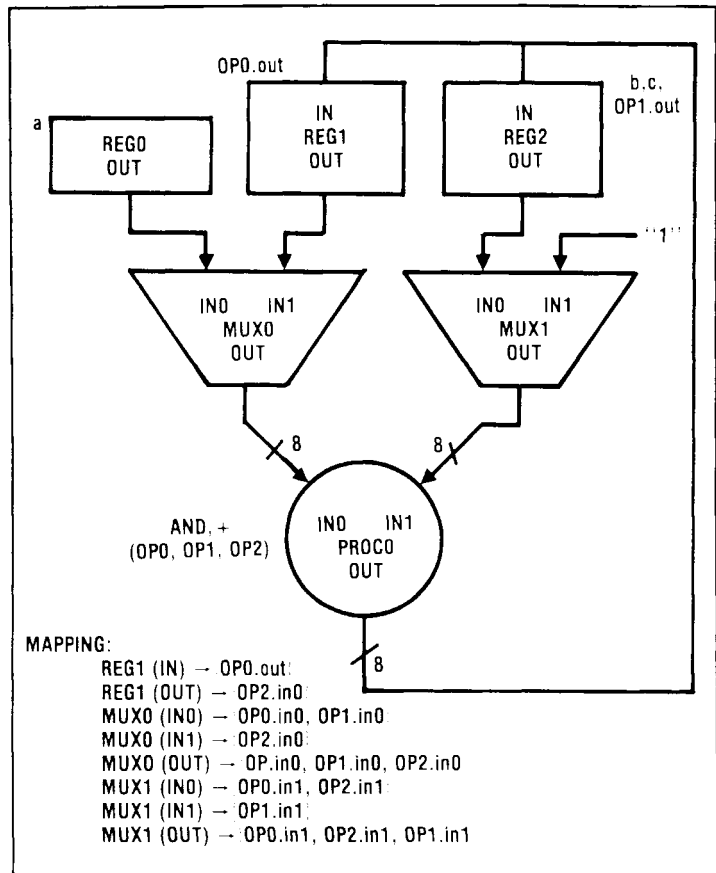 OP0.out
b,c,
OP1.out
a
REG0
OUT
IN
REG1
OUT
IN
REG2
OUT
"1"
IN0 IN1
MUX0
OUT
IN0 IN1
MUX1
OUT
8
8
AND, +
(OP0, OP1, OP2)
IN0 IN1
PROC0
OUT
8
MAPPING:
REG1 (IN) → OP0.out
REG1 (OUT) → OP2.in0
MUX0 (IN0) → OP0.in0, OP1.in0
MUX0 (IN1) → OP2.in0
MUX0 (OUT) → OP.in0, OP1.in0, OP2.in0
MUX1 (IN0) → OP0.in1, OP2.in1
MUX1 (IN1) → OP1.in1
MUX1 (OUT) → OP0.in1, OP2.in1, OP1.in1